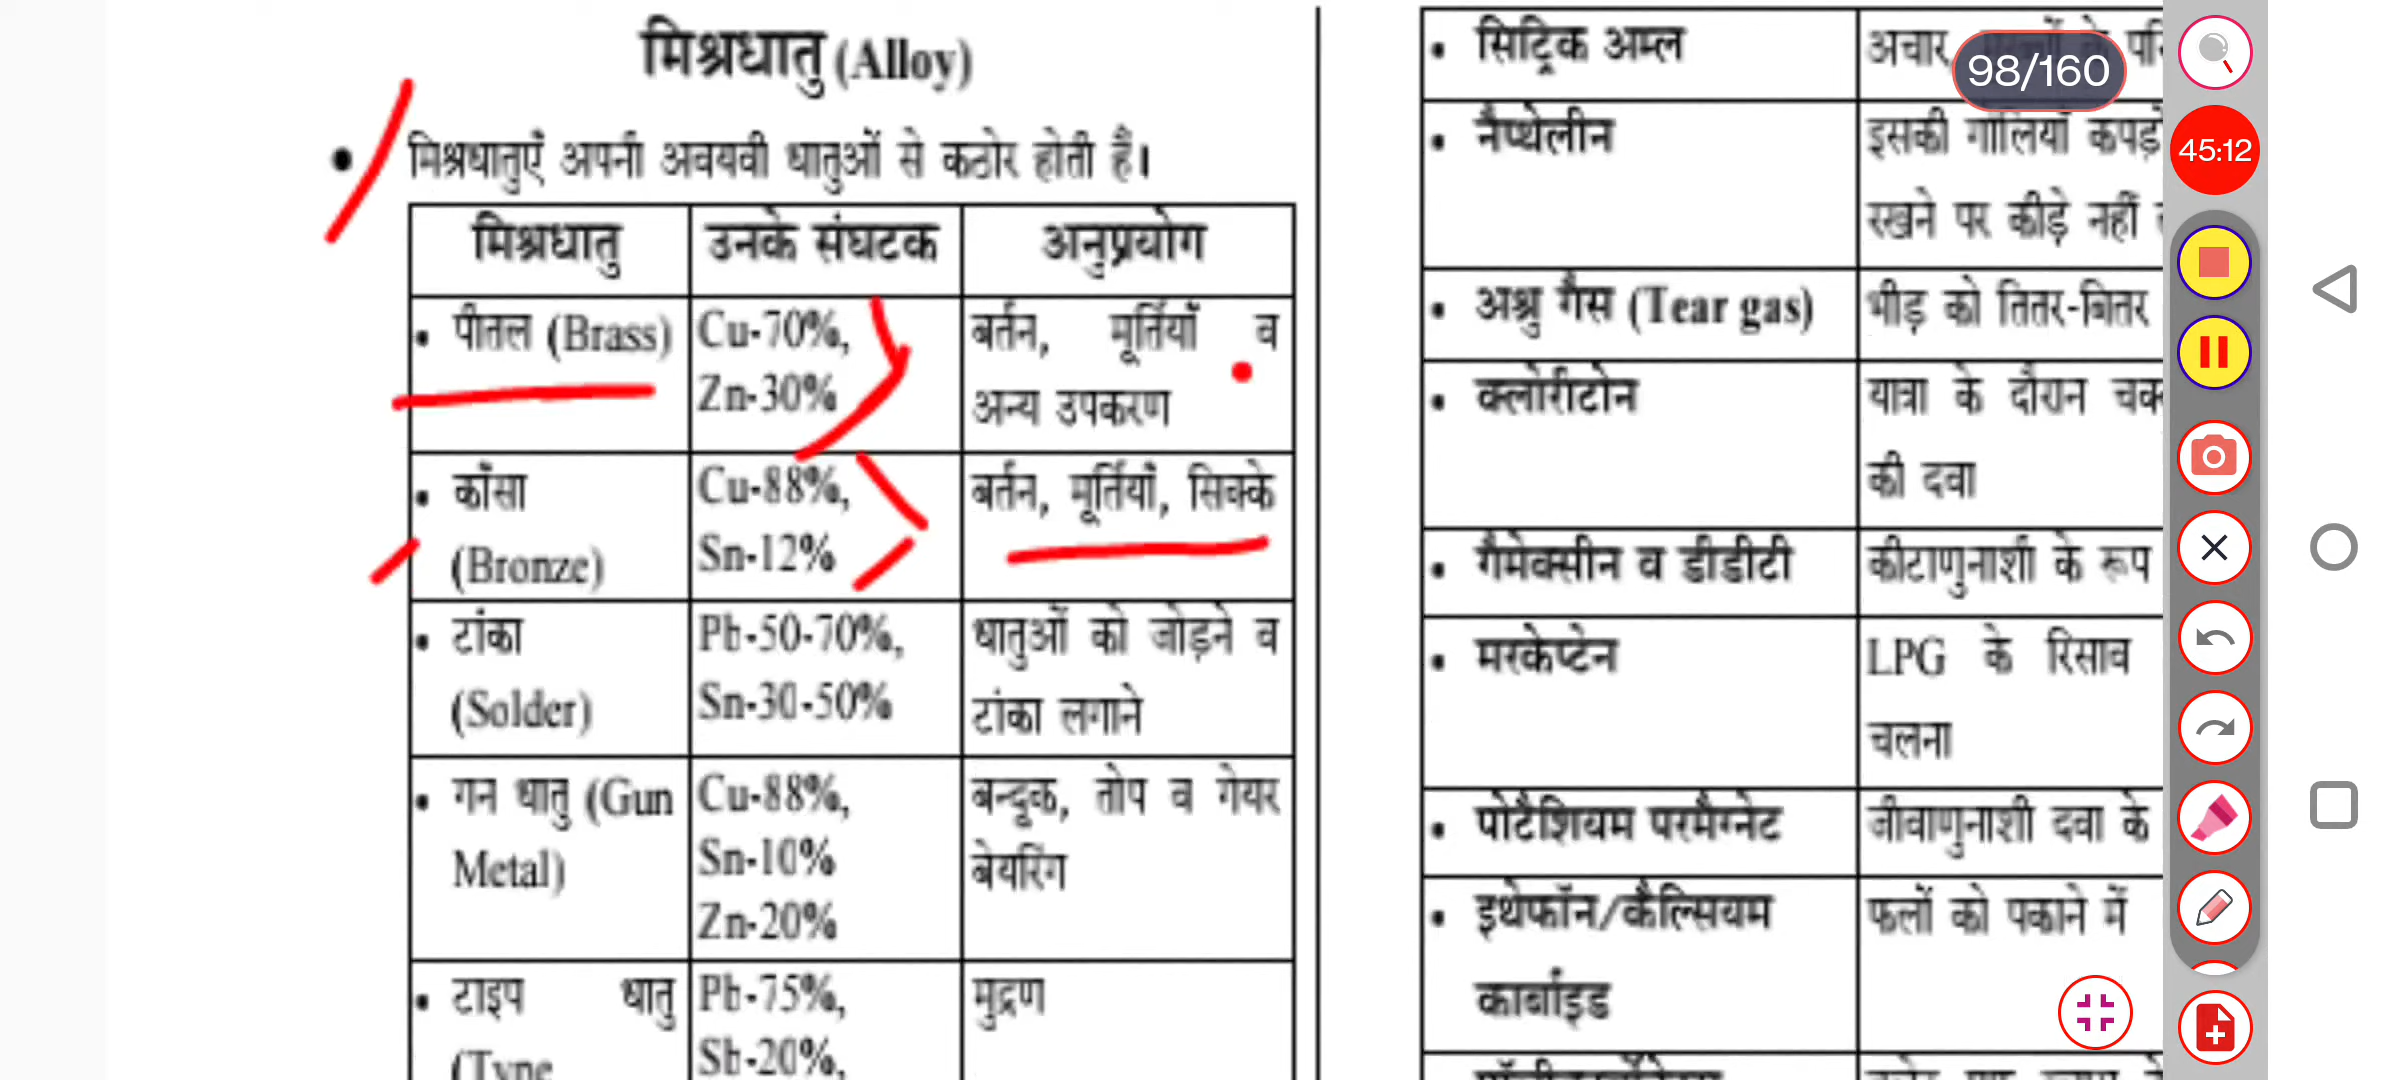 मिश्रधातु (Alloy)
• मिश्रधातुएँ अपनी अवयवी धातुओं से कठोर होती हैं।
मिश्रधातु उनके संघटक अनुप्रयोग
• पीतल (Brass) Cu-70%, बर्तन, मूर्तियाँ व
Zn-30% अन्य उपकरण
• काँसा Cu-88%, बर्तन, मूर्तियाँ, सिक्के
(Bronze) Sn-12%
• टांका Pb-50-70%, धातुओं को जोड़ने व
(Solder) Sn-30-50% टांका लगाने
• गन धातु (Gun Cu-88%, बन्दूक, तोप व गेयर
Metal) Sn-10% बेयरिंग
Zn-20%
• टाइप धातु Pb-75%, मुद्रण
(Type Sb-20%,
• सिट्रिक अम्ल अचार,
• नैफ्थेलीन इसकी गोलियाँ
रखने पर कीड़े नहीं
• अश्रु गैस (Tear gas) भीड़ को तितर-बितर
• क्लोरीटोन यात्रा के दौरान
की दवा
• गैमेक्सीन व डीडीटी कीटाणुनाशी के रूप
• मरकेप्टेन LPG के रिसाव
चलना
• पोटैशियम परमैग्नेट जीवाणुनाशी दवा के
• इथेफॉन/कैल्सियम फलों को पकाने में
कार्बाइड
98/160
45:12